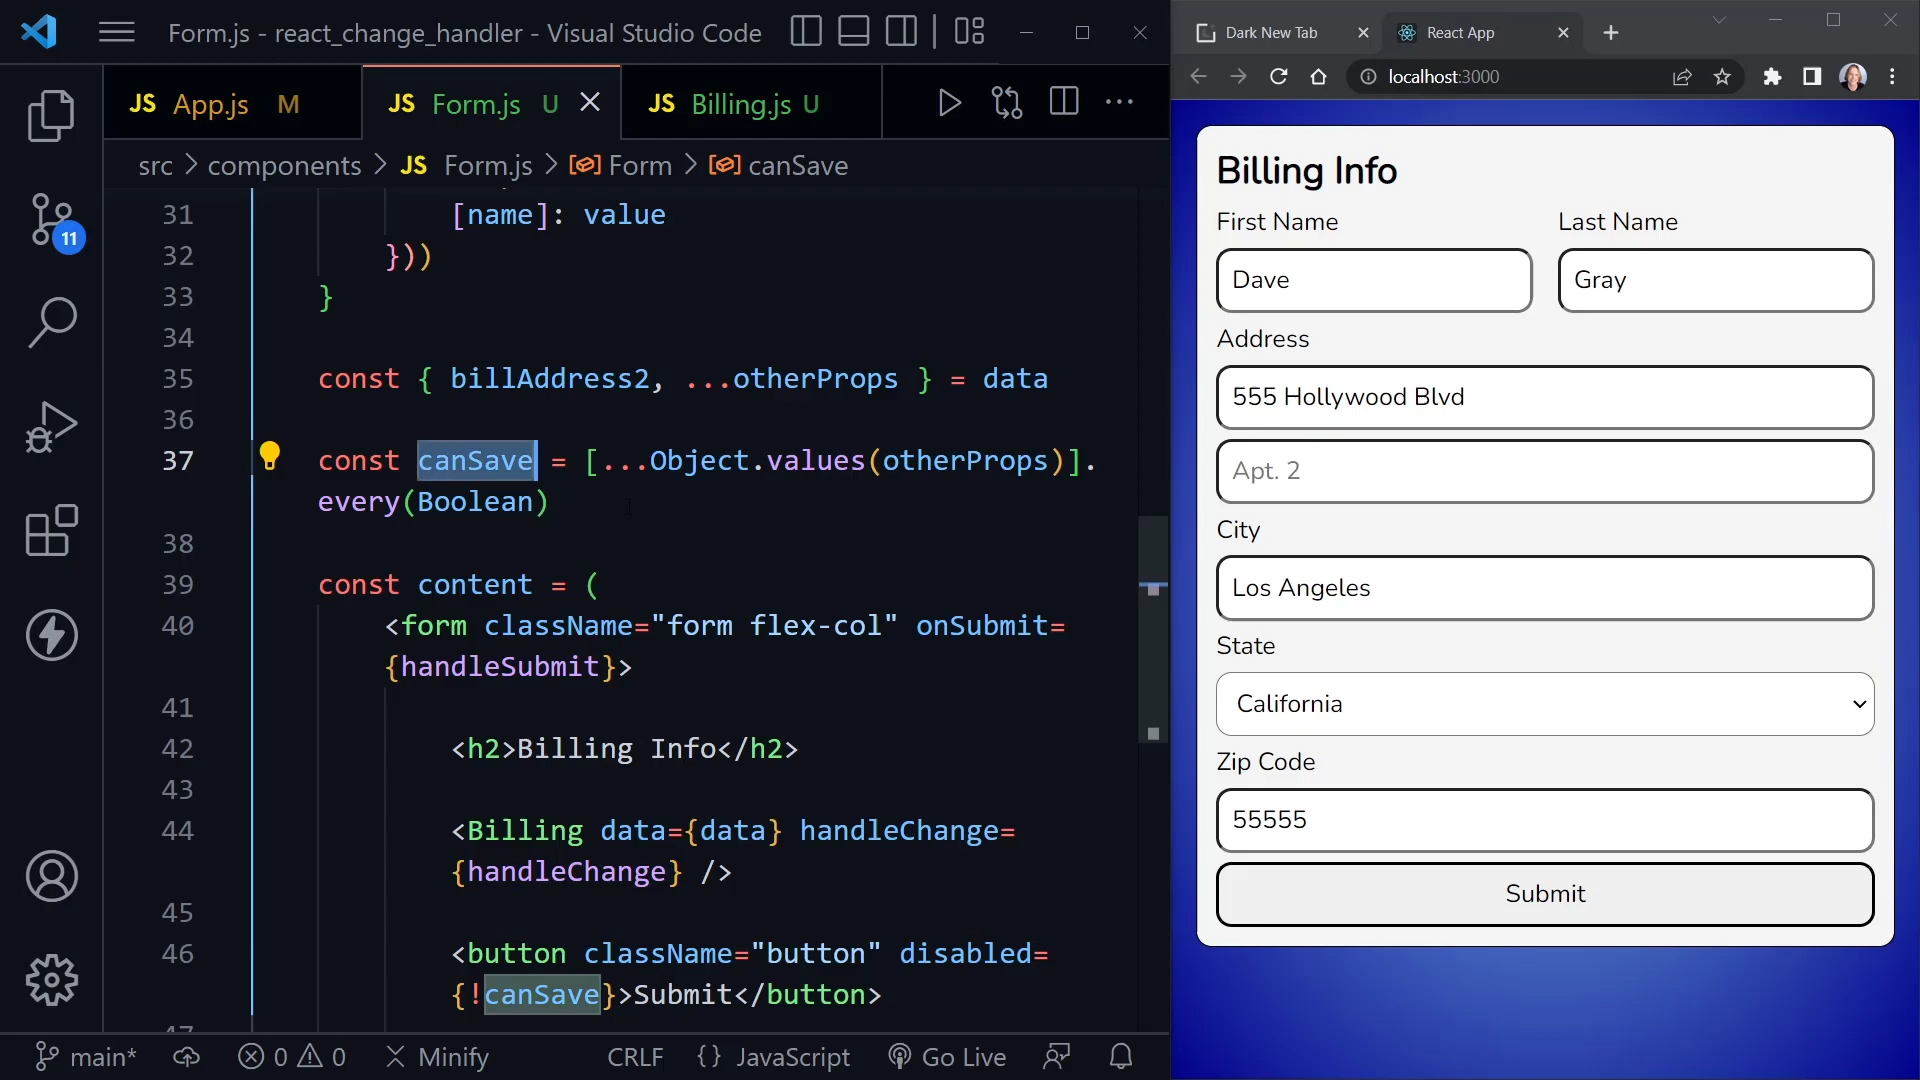 Form.js - react_change_handler - Visual Studio Code
JS App.js M
JS Form.js U
JS Billing.js U
src > components > JS Form.js > Form > canSave
31 [name]: value
32 }))
33 }
34
35 const { billAddress2, ...otherProps } = data
36
37 const canSave = [...Object.values(otherProps)].
every(Boolean)
38
39 const content = (
40 <form className="form flex-col" onSubmit=
{handleSubmit}>
41
42 <h2>Billing Info</h2>
43
44 <Billing data={data} handleChange=
{handleChange} />
45
46 <button className="button" disabled=
{!canSave}>Submit</button>
47
11
main*
0
0
Minify
CRLF
{} JavaScript
Go Live
Dark New Tab
React App
localhost:3000
Billing Info
First Name
Last Name
Dave
Gray
Address
555 Hollywood Blvd
Apt. 2
City
Los Angeles
State
California
Zip Code
55555
Submit